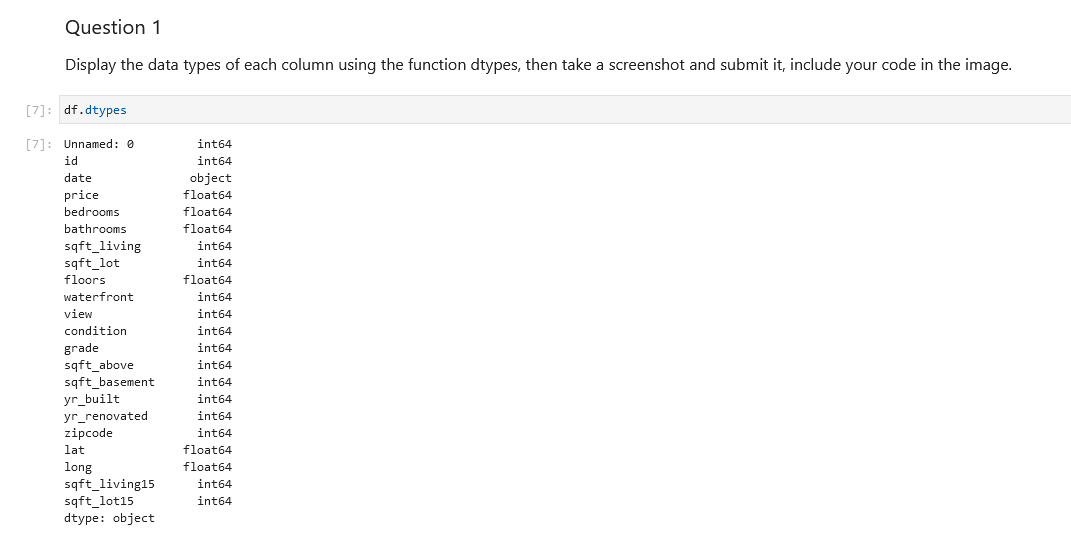 Question 1
Display the data types of each column using the function dtypes, then take a screenshot and submit it, include your code in the image.
[7]: df.dtypes
[7]: Unnamed: 0 int64
id int64
date object
price float64
bedrooms float64
bathrooms float64
sqft_living int64
sqft_lot int64
floors float64
waterfront int64
view int64
condition int64
grade int64
sqft_above int64
sqft_basement int64
yr_built int64
yr_renovated int64
zipcode int64
lat float64
long float64
sqft_living15 int64
sqft_lot15 int64
dtype: object